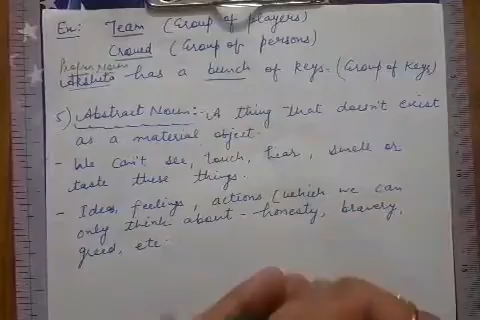 Ex: Team (Group of players)
Crowd (Group of persons)
Proper Noun
Akshita has a bunch of keys. (Group of Keys)
5) Abstract Noun:- A thing that doesn't exist
as a material object.
- We can't see, touch, hear, smell or
taste these things.
- Ideas, feelings, actions (which we can
only think about - honesty, bravery,
greed, etc.